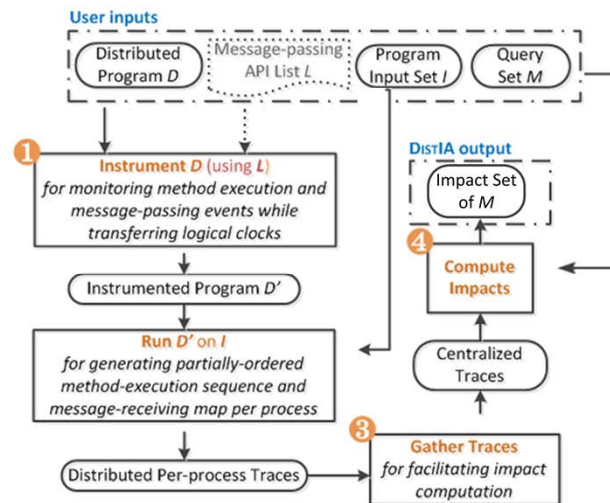 User inputs
Distributed
Program D
Message-passing
API List L
Program
Input Set I
Query
Set M
1
Instrument D (using L)
for monitoring method execution and
message-passing events while
transferring logical clocks
Instrumented Program D'
Run D' on I
for generating partially-ordered
method-execution sequence and
message-receiving map per process
Distributed Per-process Traces
3
Gather Traces
for facilitating impact
computation
Centralized
Traces
4
Compute
Impacts
DISTIA output
Impact Set
of M